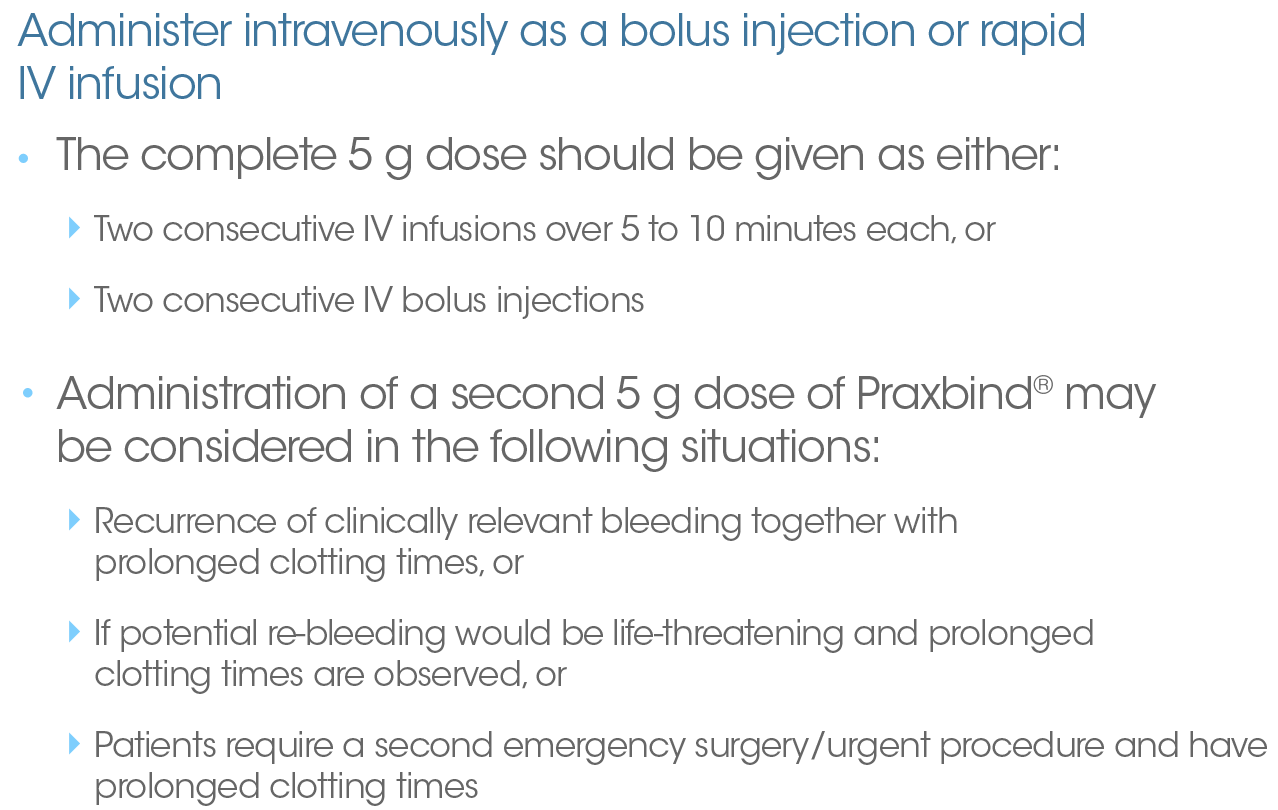 Administer intravenously as a bolus injection or rapid
IV infusion
• The complete 5 g dose should be given as either:
Two consecutive IV infusions over 5 to 10 minutes each, or
Two consecutive IV bolus injections
• Administration of a second 5 g dose of Praxbind® may
be considered in the following situations:
Recurrence of clinically relevant bleeding together with
prolonged clotting times, or
If potential re-bleeding would be life-threatening and prolonged
clotting times are observed, or
Patients require a second emergency surgery/urgent procedure and have
prolonged clotting times